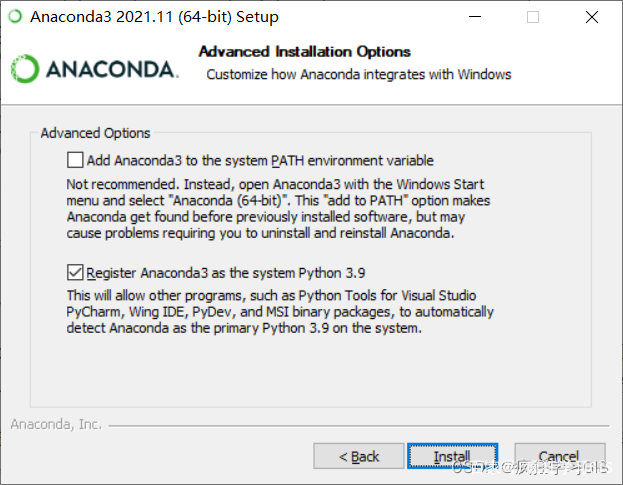 Anaconda3 2021.11 (64-bit) Setup
ANACONDA.
Advanced Installation Options
Customize how Anaconda integrates with Windows
Advanced Options
Add Anaconda3 to the system PATH environment variable
Not recommended. Instead, open Anaconda3 with the Windows Start
menu and select "Anaconda (64-bit)". This "add to PATH" option makes
Anaconda get found before previously installed software, but may
cause problems requiring you to uninstall and reinstall Anaconda.
Register Anaconda3 as the system Python 3.9
This will allow other programs, such as Python Tools for Visual Studio
PyCharm, Wing IDE, PyDev, and MSI binary packages, to automatically
detect Anaconda as the primary Python 3.9 on the system.
Anaconda, Inc.
< Back
Install
Cancel